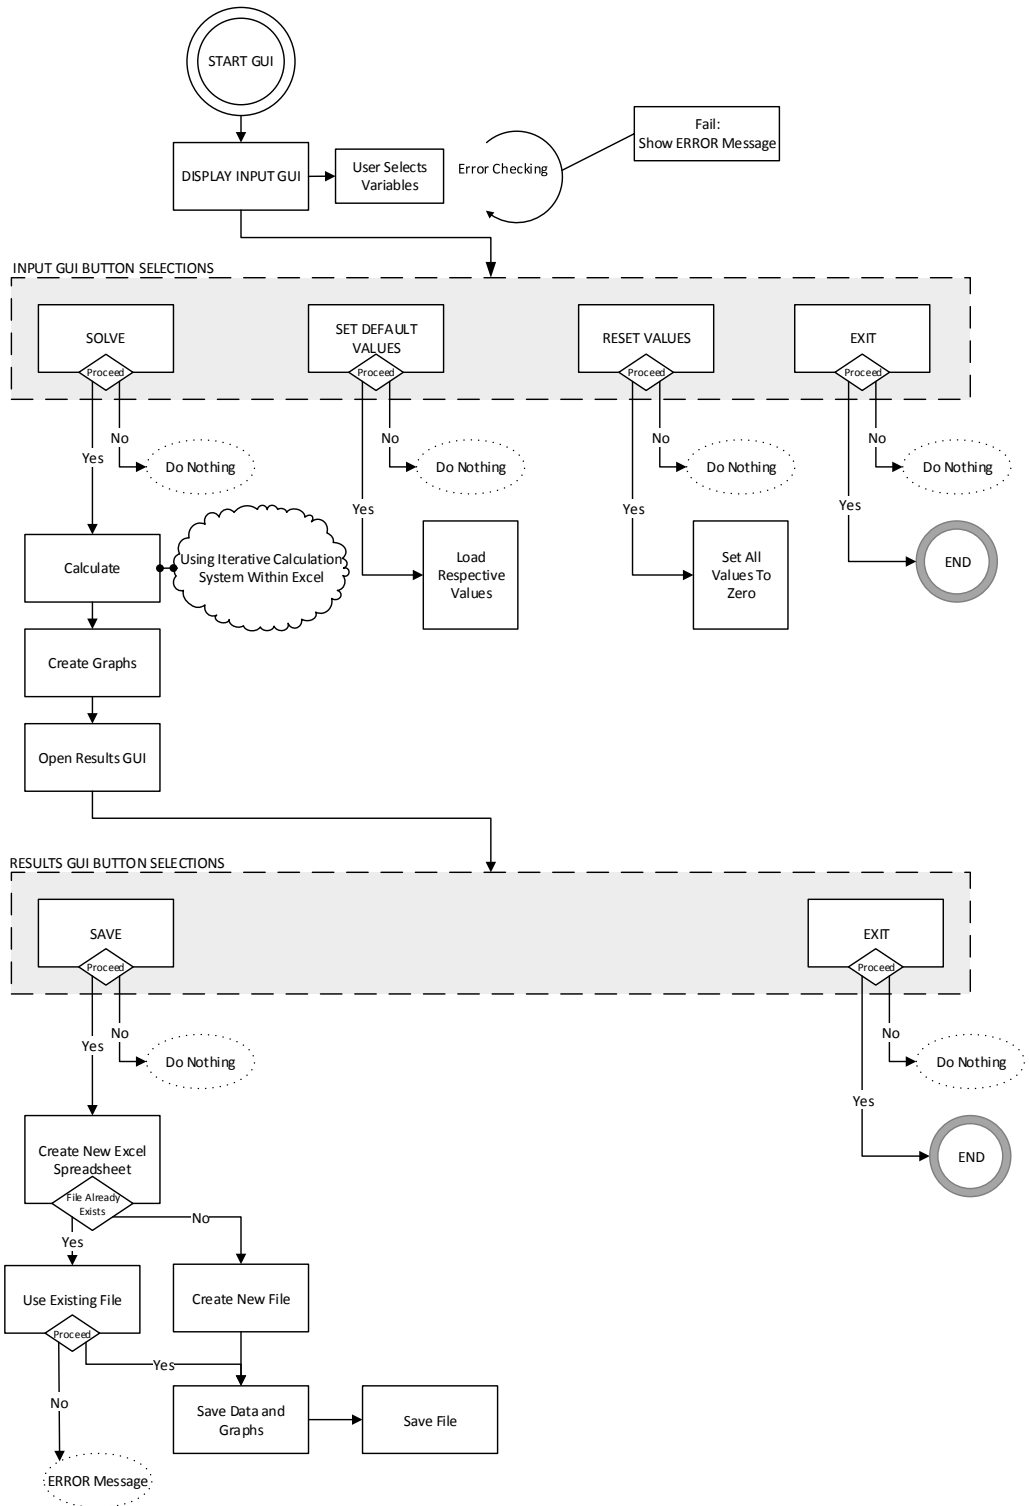 START GUI
DISPLAY INPUT GUI
User Selects
Variables
Error Checking
Fail:
Show ERROR Message
INPUT GUI BUTTON SELECTIONS
SOLVE
Proceed
SET DEFAULT
VALUES
Proceed
RESET VALUES
Proceed
EXIT
Proceed
Yes
No
Do Nothing
Yes
No
Do Nothing
Yes
No
Do Nothing
Yes
No
Do Nothing
Calculate
Using Iterative Calculation
System Within Excel
Load
Respective
Values
Set All
Values To
Zero
END
Create Graphs
Open Results GUI
RESULTS GUI BUTTON SELECTIONS
SAVE
Proceed
EXIT
Proceed
Yes
No
Do Nothing
Yes
No
Do Nothing
END
Create New Excel
Spreadsheet
File Already
Exists
Yes
No
Use Existing File
Proceed
Create New File
Yes
No
Save Data and
Graphs
Save File
ERROR Message